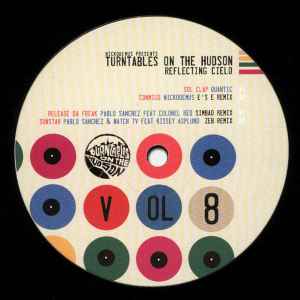 NICKODEMUS PRESENTS
TURNTABLES ON THE HUDSON
REFLECTING CIELO
SOL CLAP QUANTIC
CONMIGO NICKODEMUS E'S E REMIX
RELEASE DA FREAK PABLO SANCHEZ FEAT COLONEL RED SIMBAD REMIX
SUNSTAR PABLO SANCHEZ & WATCH TV FEAT KISSEY ASPLUND ZEB REMIX
TURNTABLES
ON THE
HUDSON
V OL 8